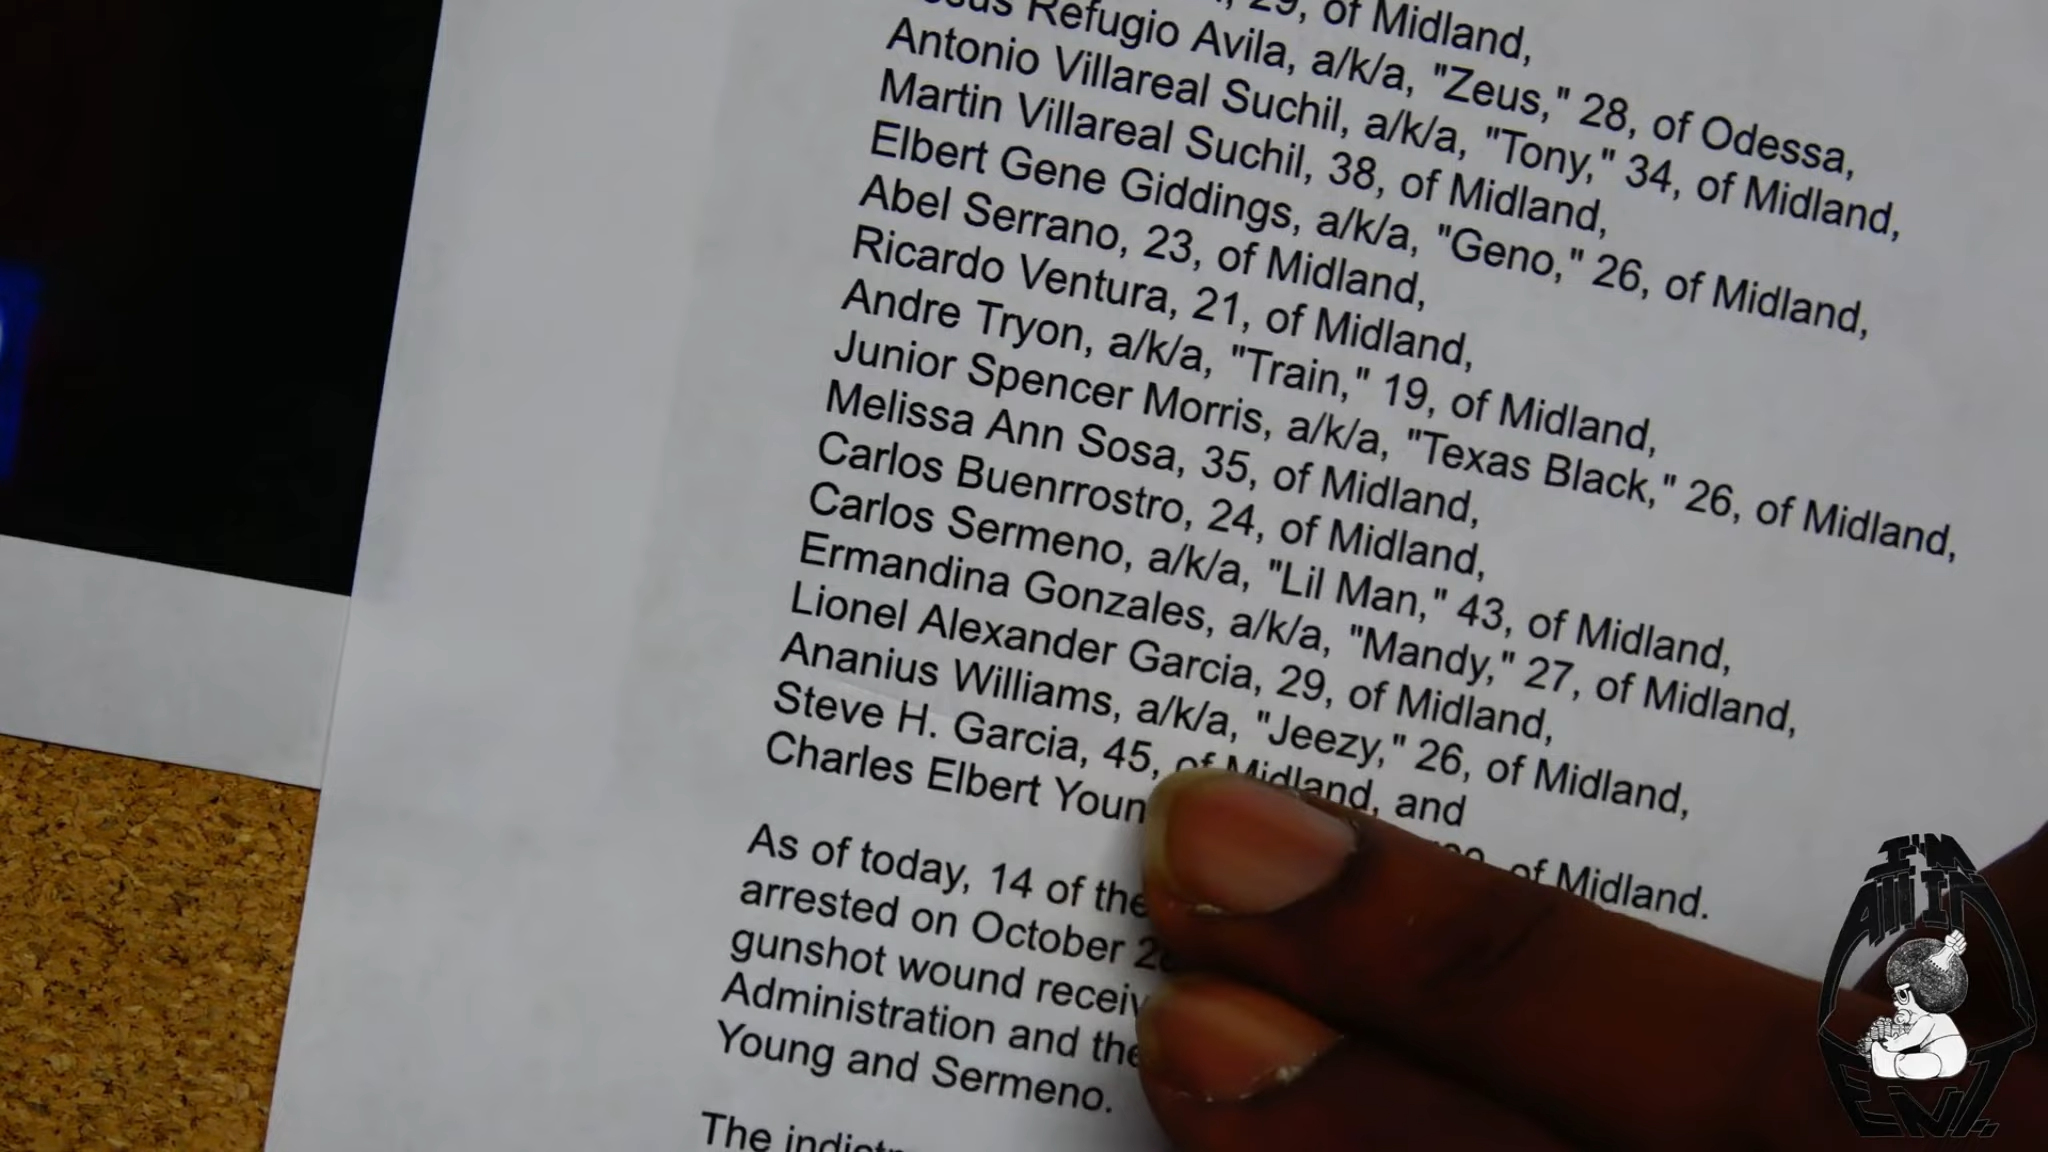 29, of Midland,
Refugio Avila, a/k/a, "Zeus," 28, of Odessa,
Antonio Villareal Suchil, a/k/a, "Tony," 34, of Midland,
Martin Villareal Suchil, 38, of Midland,
Elbert Gene Giddings, a/k/a, "Geno," 26, of Midland,
Abel Serrano, 23, of Midland,
Ricardo Ventura, 21, of Midland,
Andre Tryon, a/k/a, "Train," 19, of Midland,
Junior Spencer Morris, a/k/a, "Texas Black," 26, of Midland,
Melissa Ann Sosa, 35, of Midland,
Carlos Buenrrostro, 24, of Midland,
Carlos Sermeno, a/k/a, "Lil Man," 43, of Midland,
Ermandina Gonzales, a/k/a, "Mandy," 27, of Midland,
Lionel Alexander Garcia, 29, of Midland,
Ananius Williams, a/k/a, "Jeezy," 26, of Midland,
Steve H. Garcia, 45, of Midland, and
Charles Elbert of Midland.
As of today, 14 of the
arrested on October
gunshot wound
Administration and the
Young and Sermeno.
The
I'M
ALL IN
E.N.T.